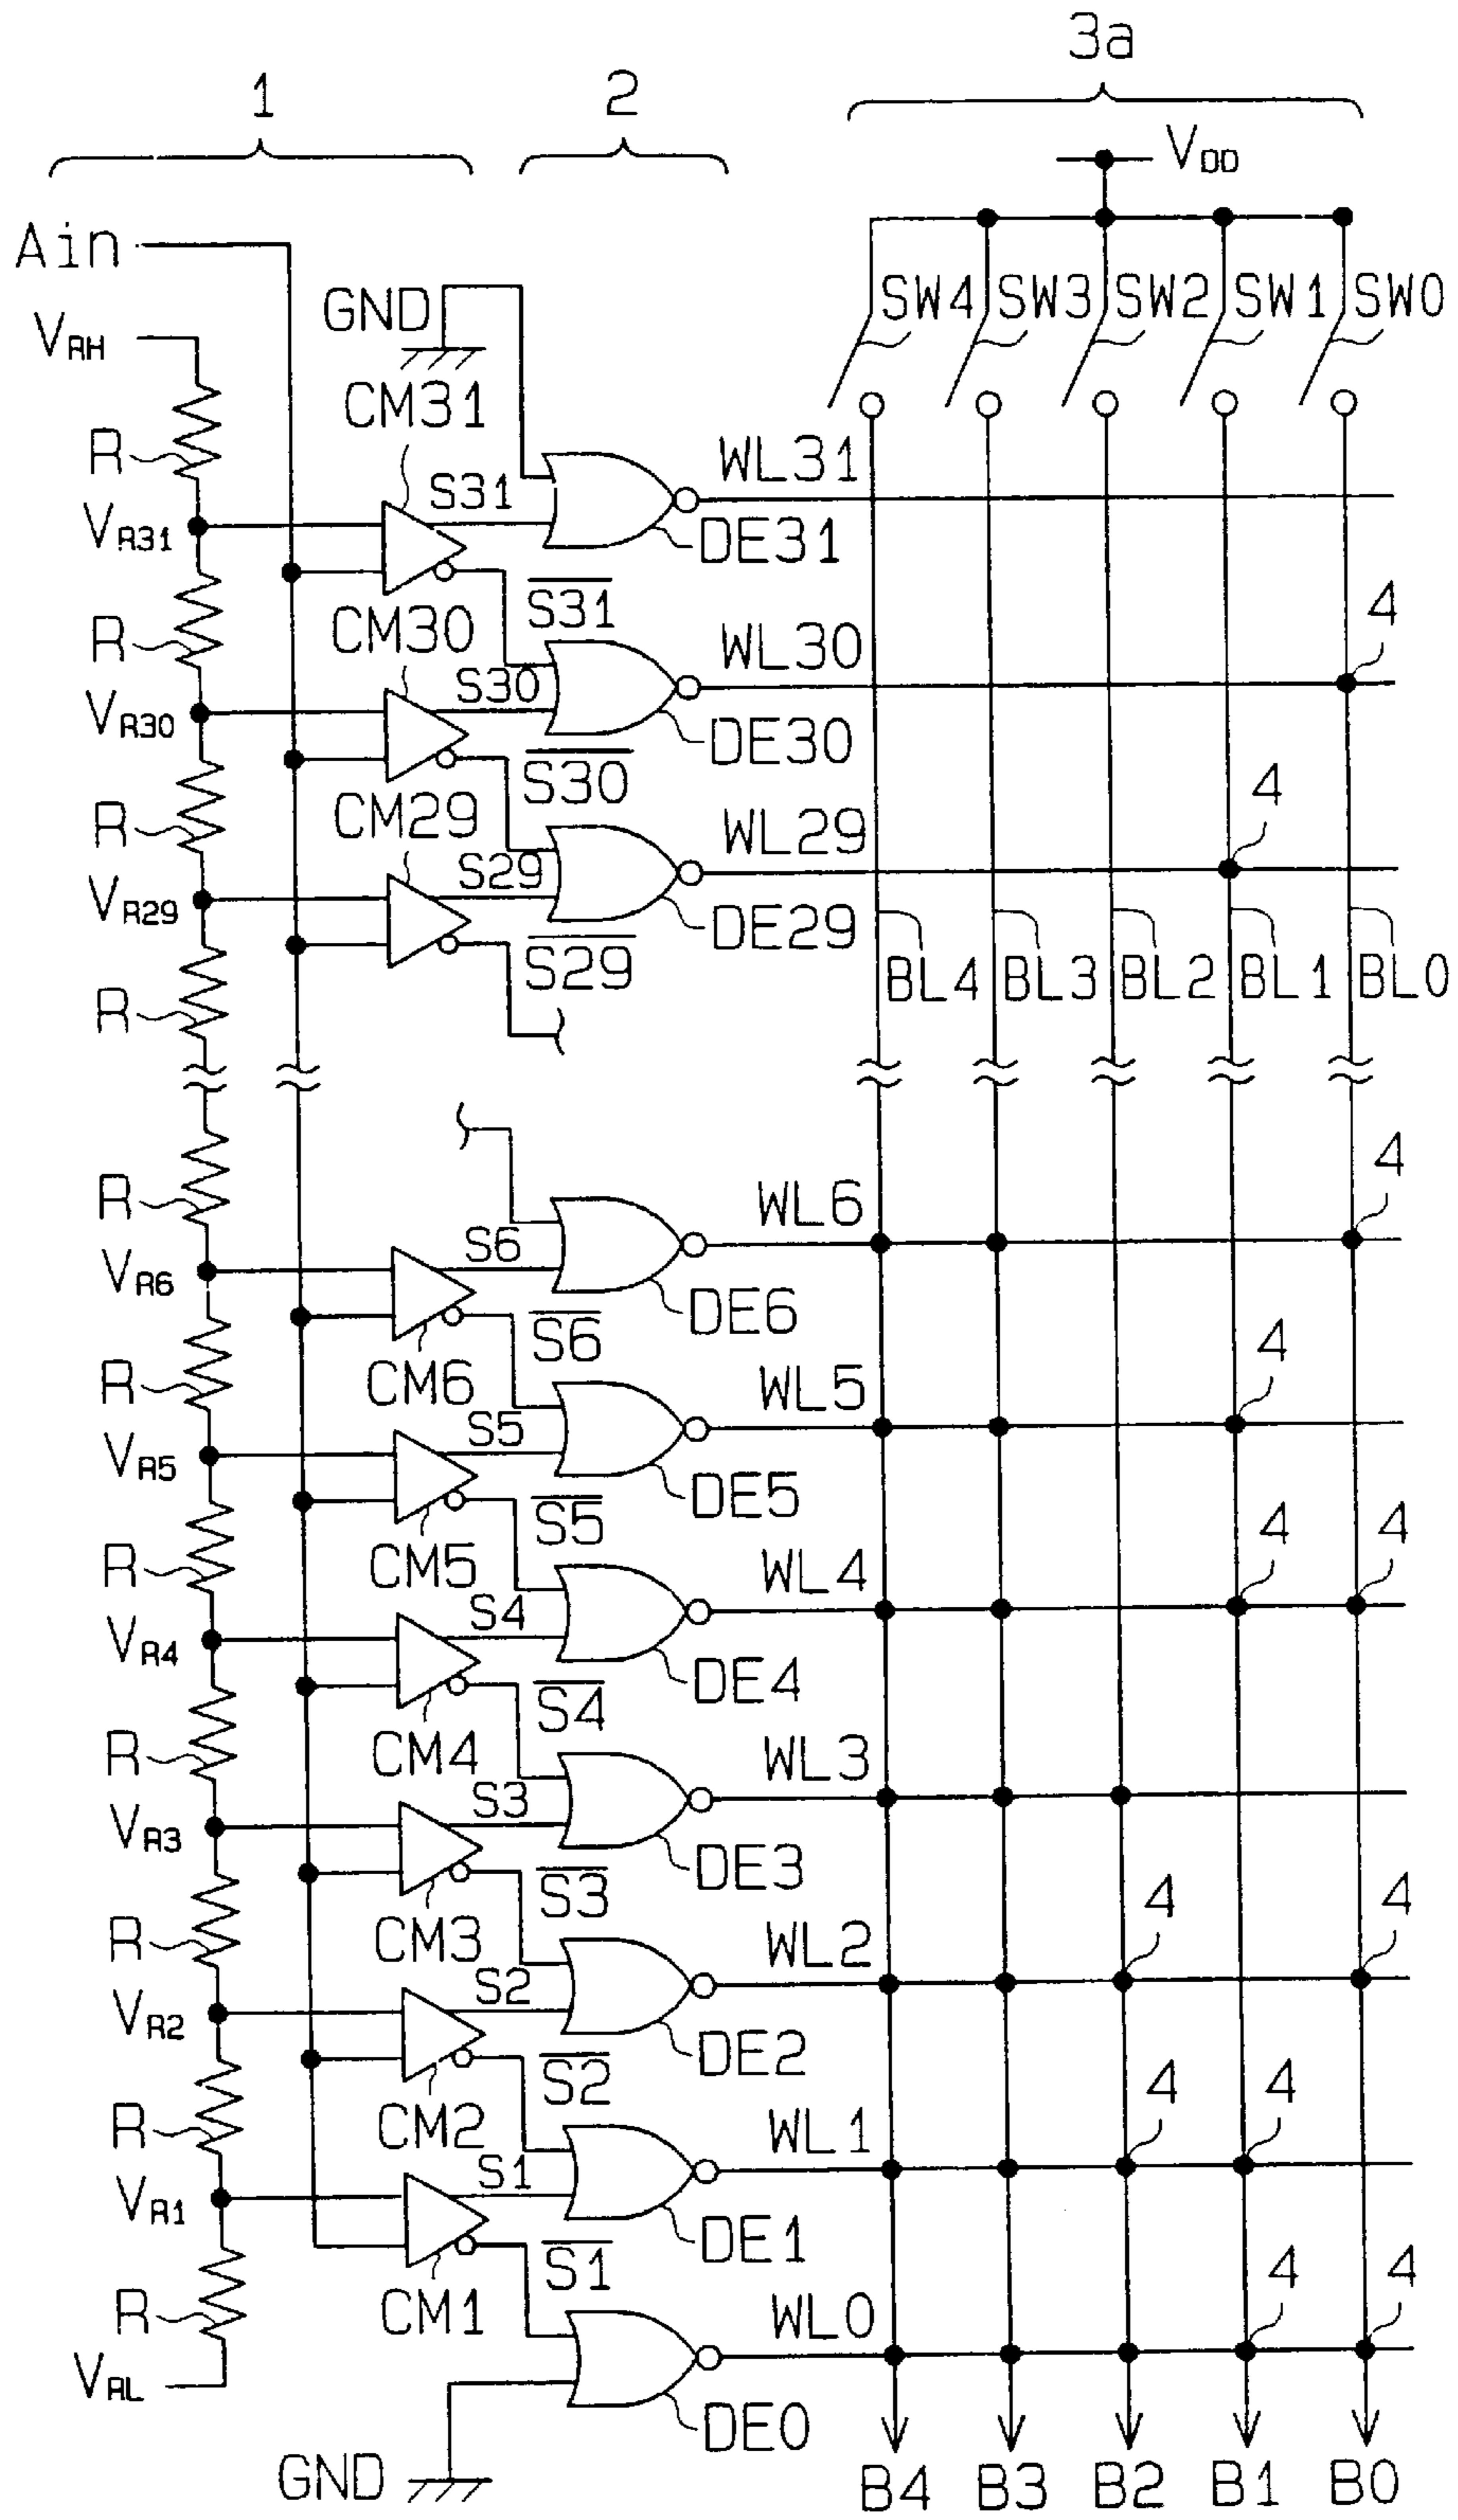 3a
1
2
VDD
Ain
GND
SW4 SW3 SW2 SW1 SW0
VRH
CM31
R
S31
WL31
VR31
DE31
S31
4
CM30
R
WL30
S30
VR30
DE30
S30
4
CM29
R
WL29
S29
VR29
DE29
S29
BL4 BL3 BL2 BL1 BL0
R
4
R
WL6
S6
VR6
DE6
S6
4
CM6
R
WL5
S5
VR5
DE5
S5
4 4
CM5
R
WL4
S4
VR4
DE4
S4
CM4
R
WL3
S3
VR3
DE3
S3
4 4
CM3
R
WL2
S2
VR2
DE2
S2
4 4
CM2
R
WL1
S1
VR1
DE1
S1
4 4
CM1
R
WL0
VRL
DE0
GND
B4 B3 B2 B1 B0